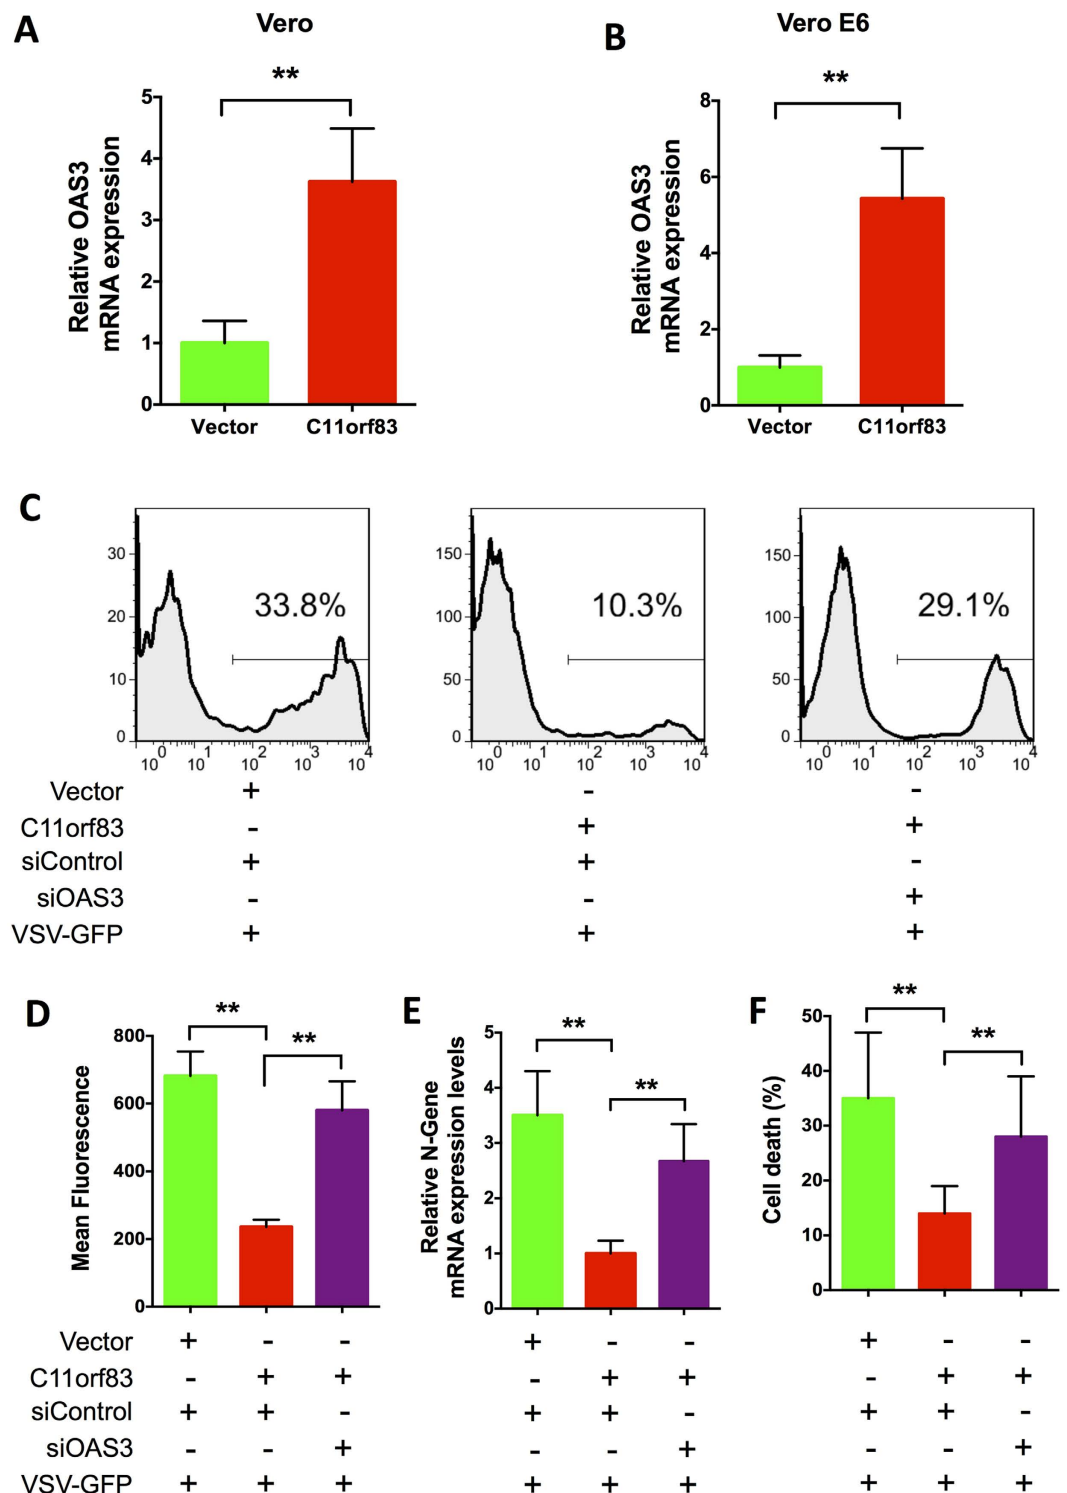 A
Vero
B
Vero E6
**
**
Relative OAS3
mRNA expression
5
4
3
2
1
0
Vector
C11orf83
Relative OAS3
mRNA expression
8
6
4
2
0
Vector
C11orf83
C
30
20
10
0
33.8%
10^0 10^1 10^2 10^3 10^4
150
100
50
0
10.3%
10^0 10^1 10^2 10^3 10^4
150
100
50
0
29.1%
10^0 10^1 10^2 10^3 10^4
Vector + - -
C11orf83 - + +
siControl + + -
siOAS3 - - +
VSV-GFP + + +
D
**
**
Mean Fluorescence
800
600
400
200
0
E
**
**
Relative N-Gene
mRNA expression levels
5
4
3
2
1
0
F
**
**
Cell death (%)
50
40
30
20
10
0
Vector + - - + - - + - -
C11orf83 - + + - + + - + +
siControl + + - + + - + + -
siOAS3 - - + - - + - - +
VSV-GFP + + + + + + + + +